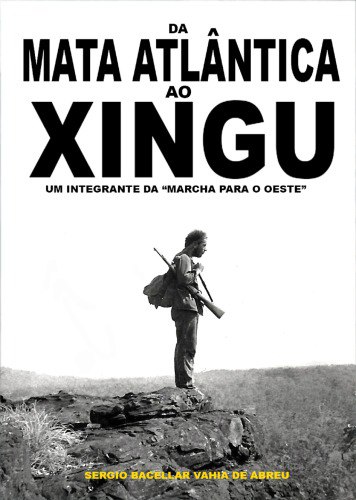 DA
MATA ATLÂNTICA
AO
XINGU
UM INTEGRANTE DA “MARCHA PARA O OESTE”
SERGIO BACELLAR VAHIA DE ABREU